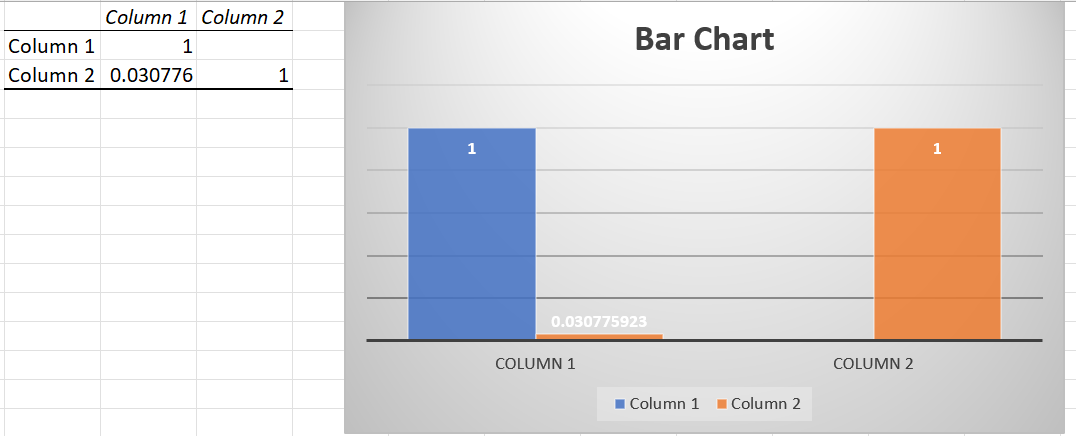 Column 1 Column 2
Column 1 1
Column 2 0.030776 1
Bar Chart
1
1
0.030775923
COLUMN 1
COLUMN 2
Column 1 Column 2